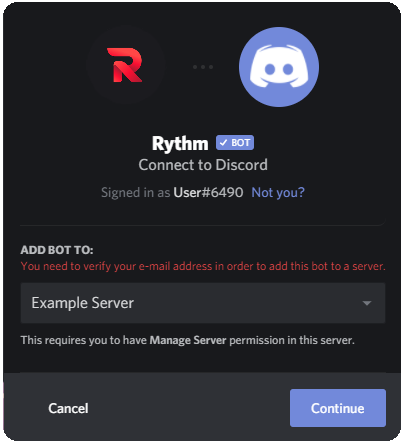 R
Rythm ✓ BOT
Connect to Discord
Signed in as User#6490 Not you?
ADD BOT TO:
You need to verify your e-mail address in order to add this bot to a server.
Example Server
This requires you to have Manage Server permission in this server.
Cancel Continue